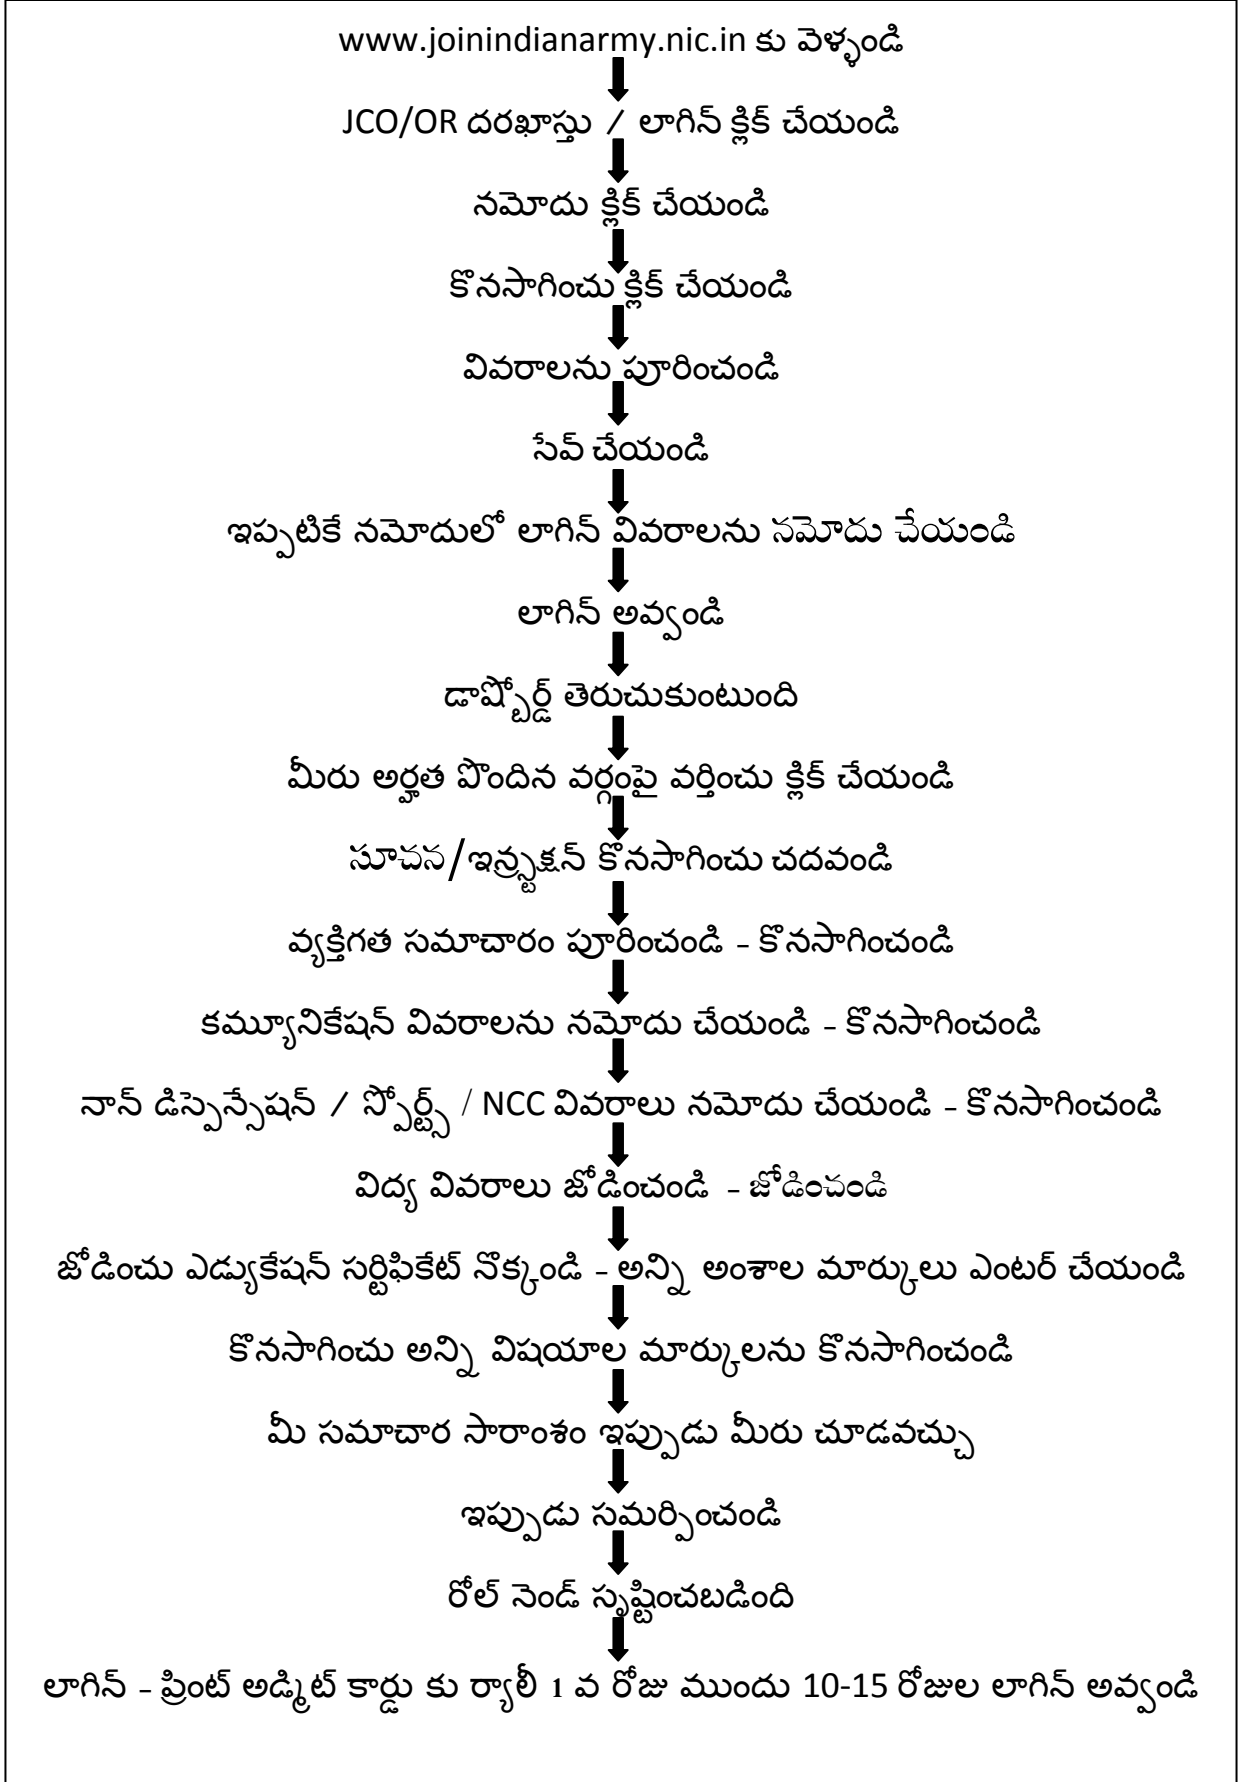 www.joinindianarmy.nic.in కు వెళ్ళండి
JCO/OR దరఖాస్తు / లాగిన్ క్లిక్ చేయండి
నమోదు క్లిక్ చేయండి
కొనసాగించు క్లిక్ చేయండి
వివరాలను పూరించండి
సేవ్ చేయండి
ఇప్పటికే నమోదులో లాగిన్ వివరాలను నమోదు చేయండి
లాగిన్ అవ్వండి
డాష్బోర్డ్ తెరుచుకుంటుంది
మీరు అర్హత పొందిన వర్గంపై వర్తించు క్లిక్ చేయండి
సూచన/ఇన్స్ట్రక్షన్ కొనసాగించు చదవండి
వ్యక్తిగత సమాచారం పూరించండి – కొనసాగించండి
కమ్యూనికేషన్ వివరాలను నమోదు చేయండి – కొనసాగించండి
నాన్ డిస్పెన్సేషన్ / స్పోర్ట్స్ / NCC వివరాలు నమోదు చేయండి – కొనసాగించండి
విద్య వివరాలు జోడించండి – జోడించండి
జోడించు ఎడ్యుకేషన్ సర్టిఫికేట్ నొక్కండి – అన్ని అంశాల మార్కులు ఎంటర్ చేయండి
కొనసాగించు అన్ని విషయాల మార్కులను కొనసాగించండి
మీ సమాచార సారాంశం ఇప్పుడు మీరు చూడవచ్చు
ఇప్పుడు సమర్పించండి
రోల్ నెండ్ సృష్టించబడింది
లాగిన్ – ప్రింట్ అడ్మిట్ కార్డు కు ర్యాలీ 1 వ రోజు ముందు 10-15 రోజుల లాగిన్ అవ్వండి